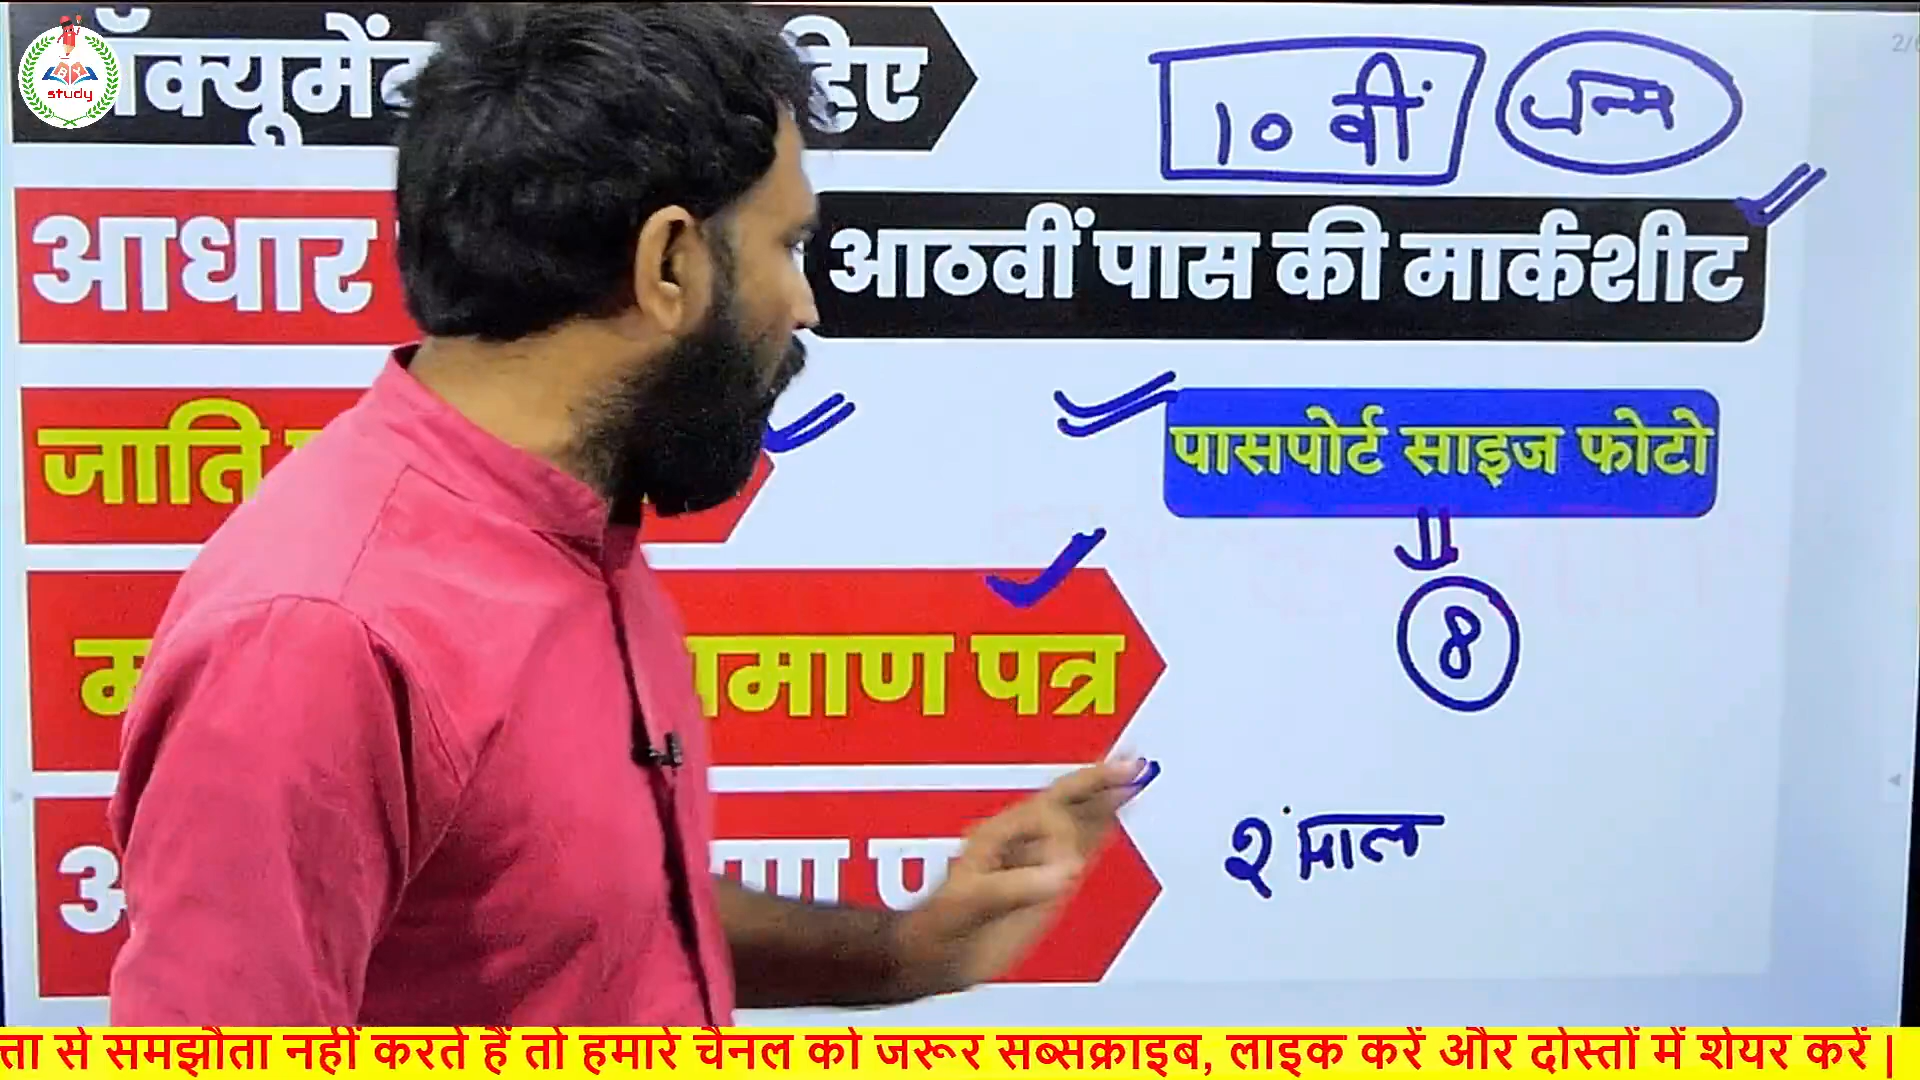 study
हिए
१० वीं
जन्म
आधार
आठवीं पास की मार्कशीट
जाति
पासपोर्ट साइज फोटो
8
माण पत्र
२ साल
त्ता से समझौता नहीं करते हैं तो हमारे चैनल को जरूर सब्सक्राइब, लाइक करें और दोस्तों में शेयर करें |